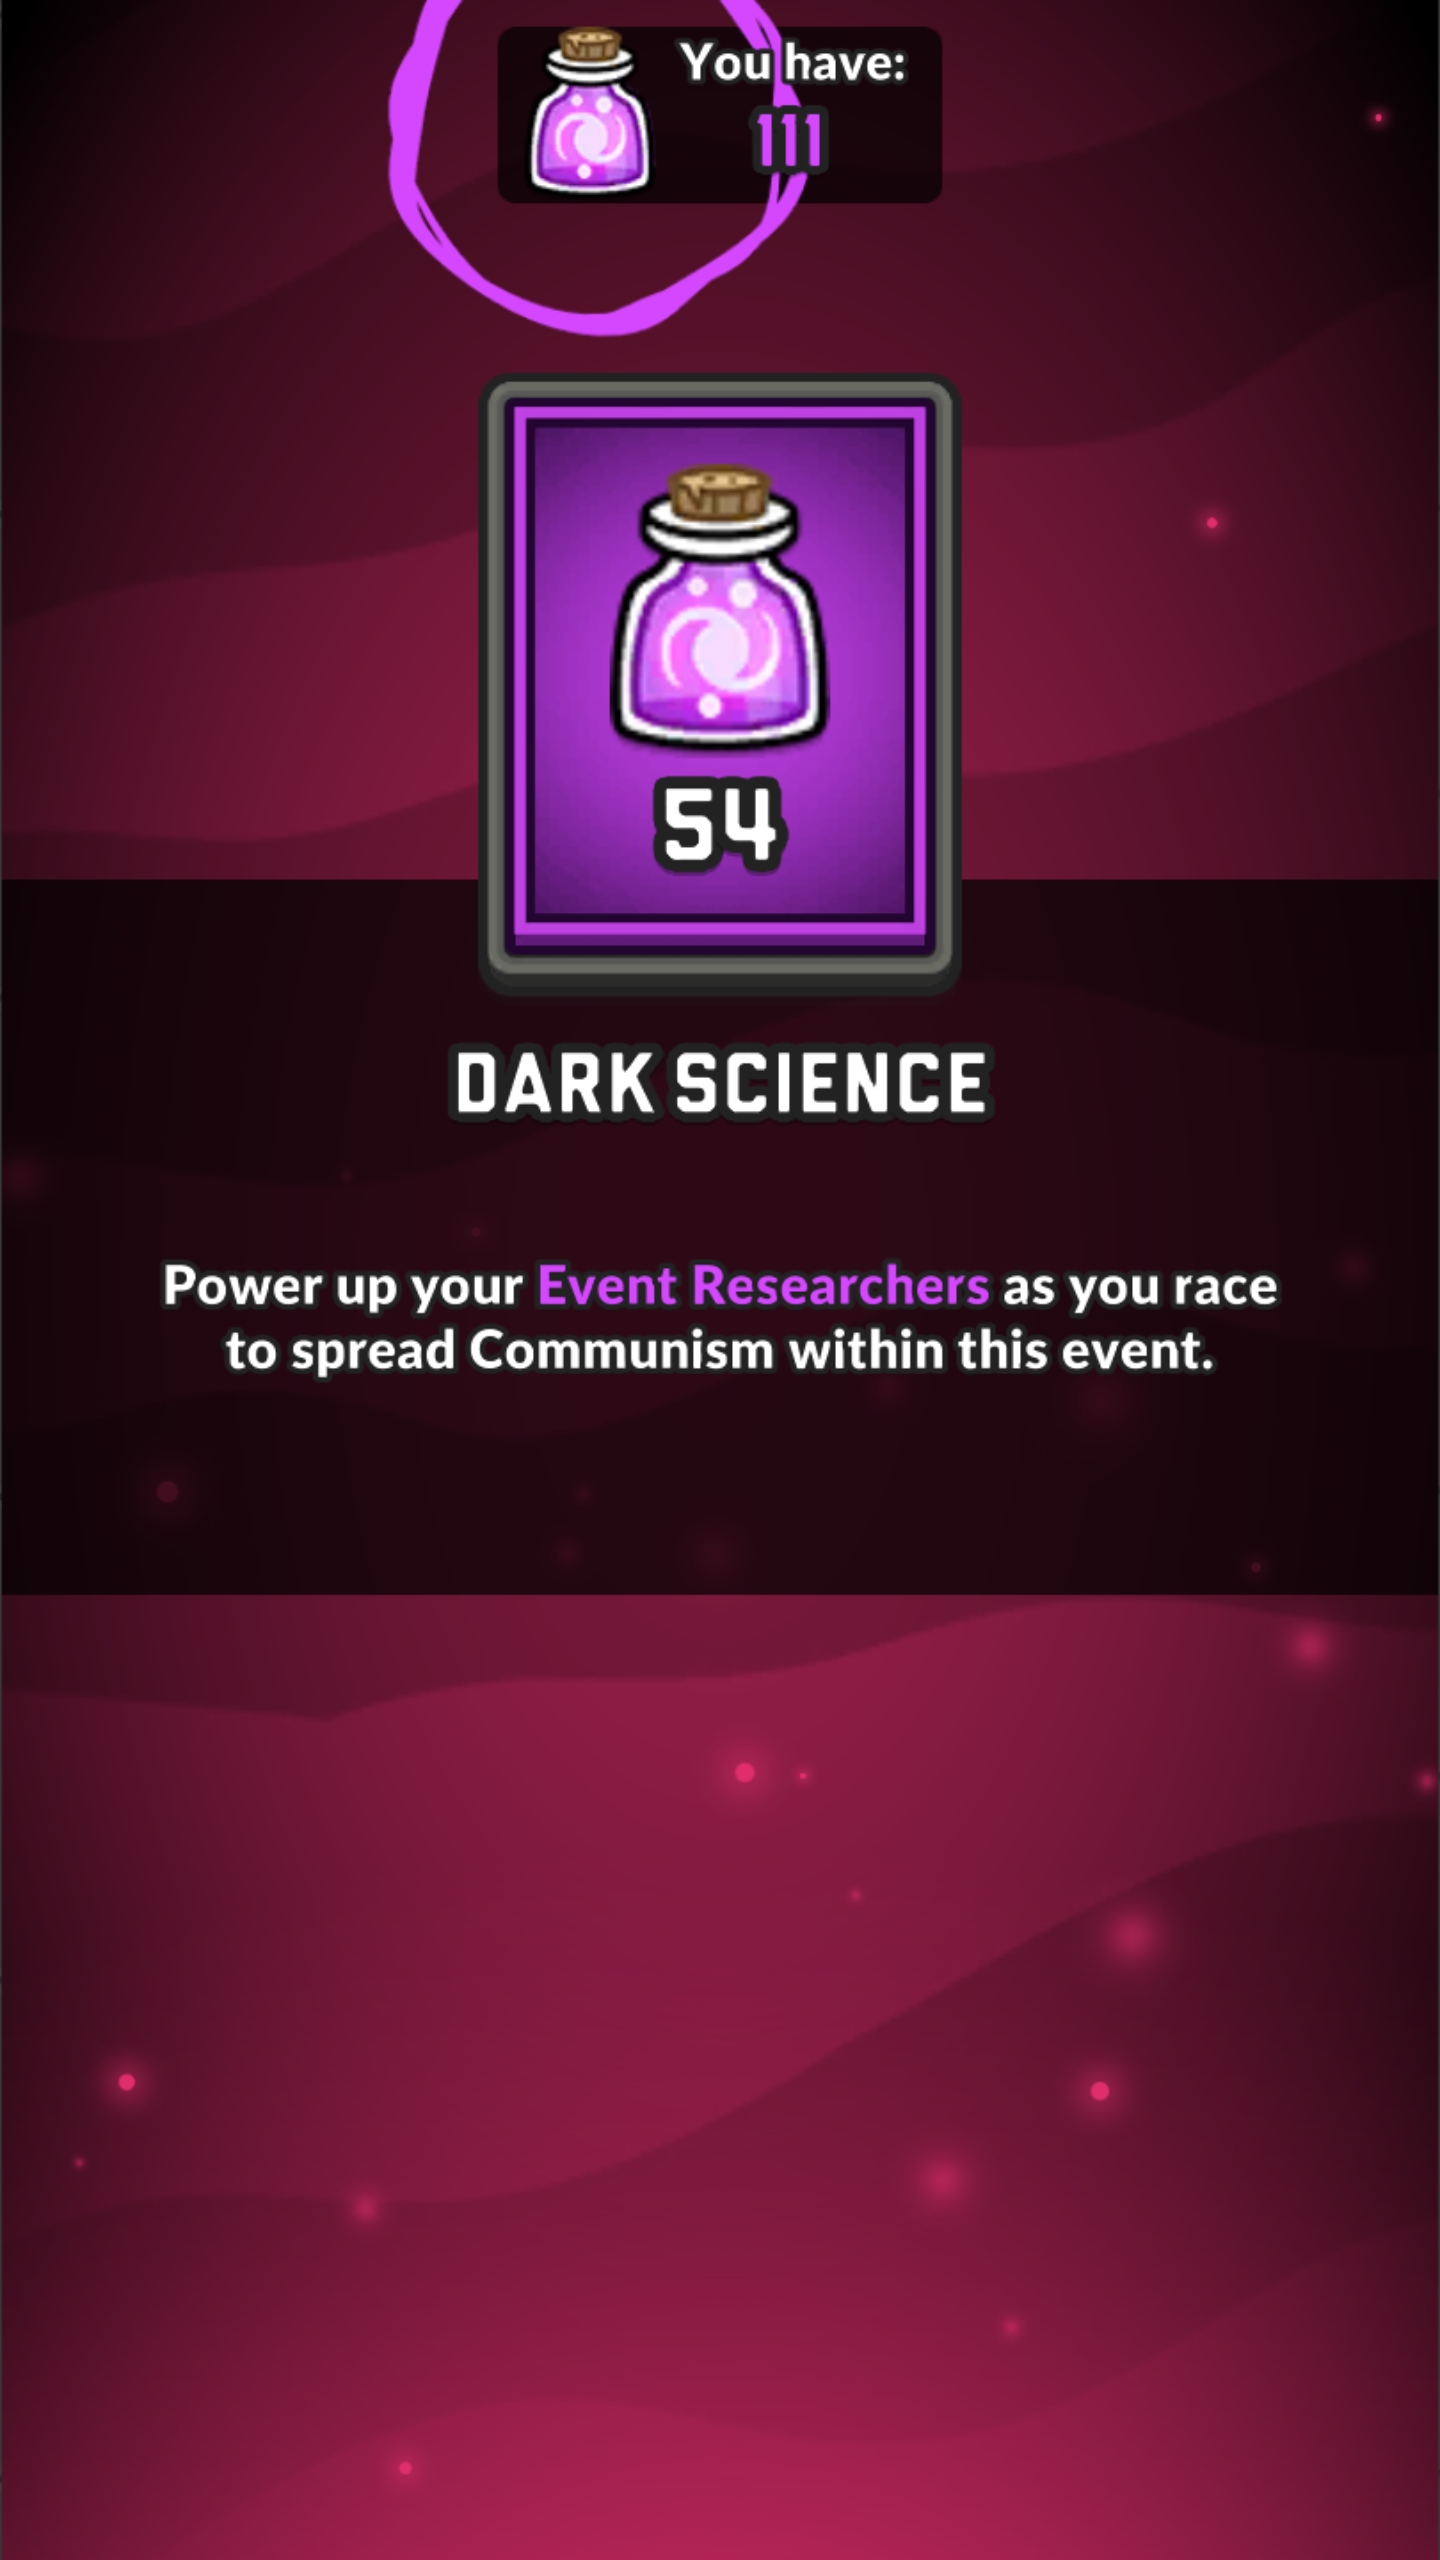 You have:
111
54
DARK SCIENCE
Power up your Event Researchers as you race
to spread Communism within this event.